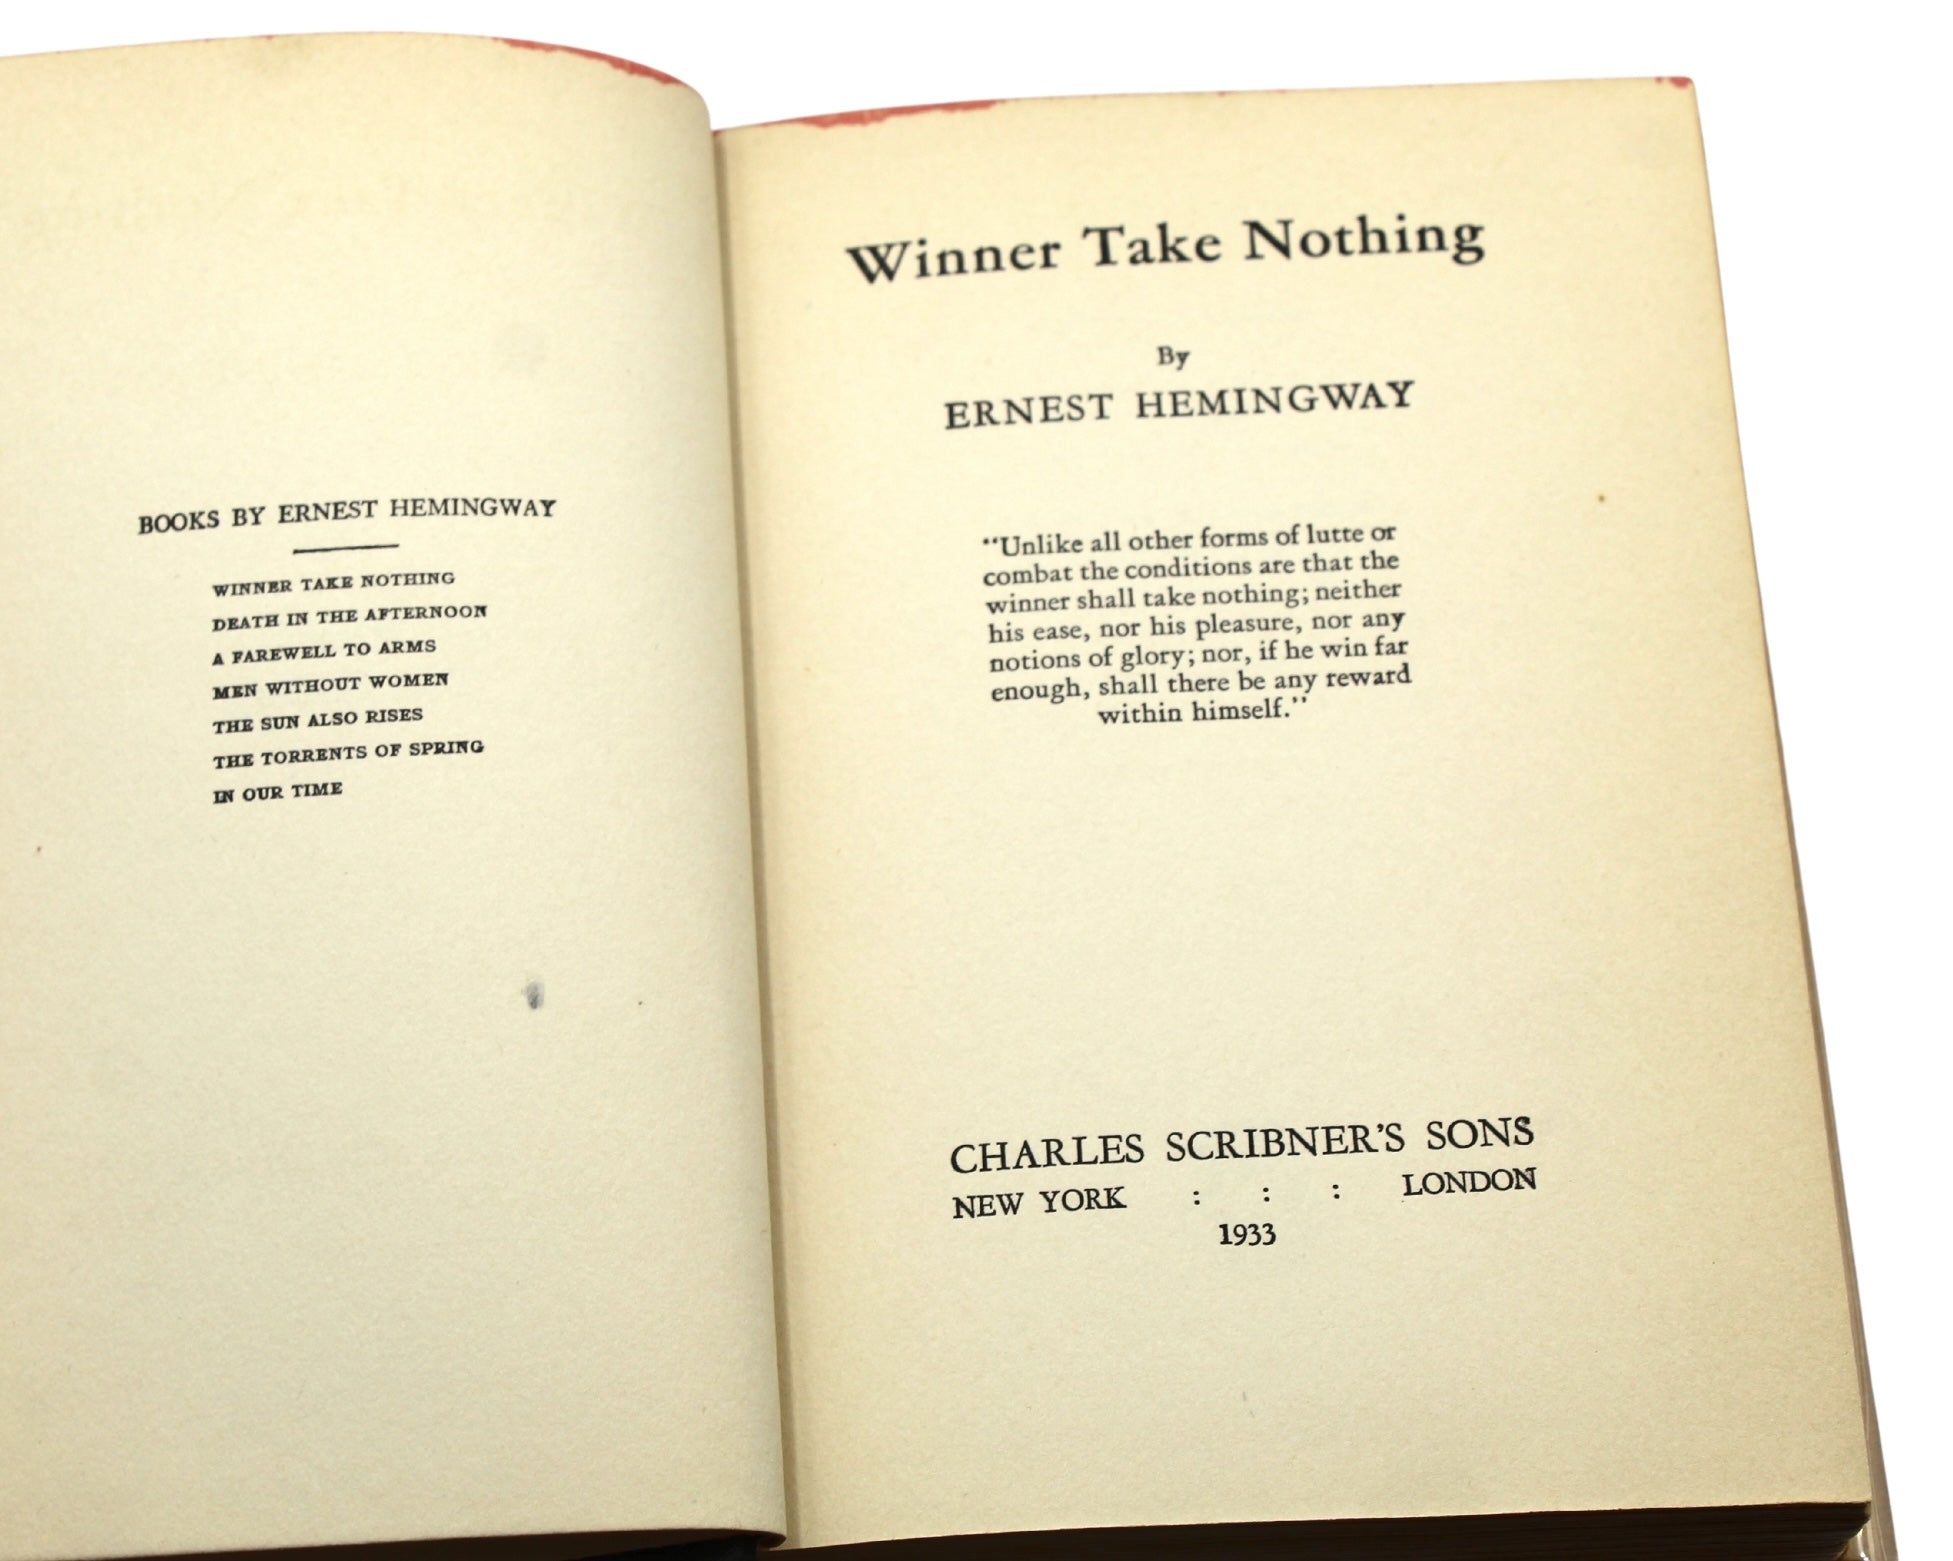 BOOKS BY ERNEST HEMINGWAY
WINNER TAKE NOTHING
DEATH IN THE AFTERNOON
A FAREWELL TO ARMS
MEN WITHOUT WOMEN
THE SUN ALSO RISES
THE TORRENTS OF SPRING
IN OUR TIME
Winner Take Nothing
By
ERNEST HEMINGWAY
"Unlike all other forms of lutte or
combat the conditions are that the
winner shall take nothing; neither
his ease, nor his pleasure, nor any
notions of glory; nor, if he win far
enough, shall there be any reward
within himself."
CHARLES SCRIBNER'S SONS
NEW YORK : : : LONDON
1933